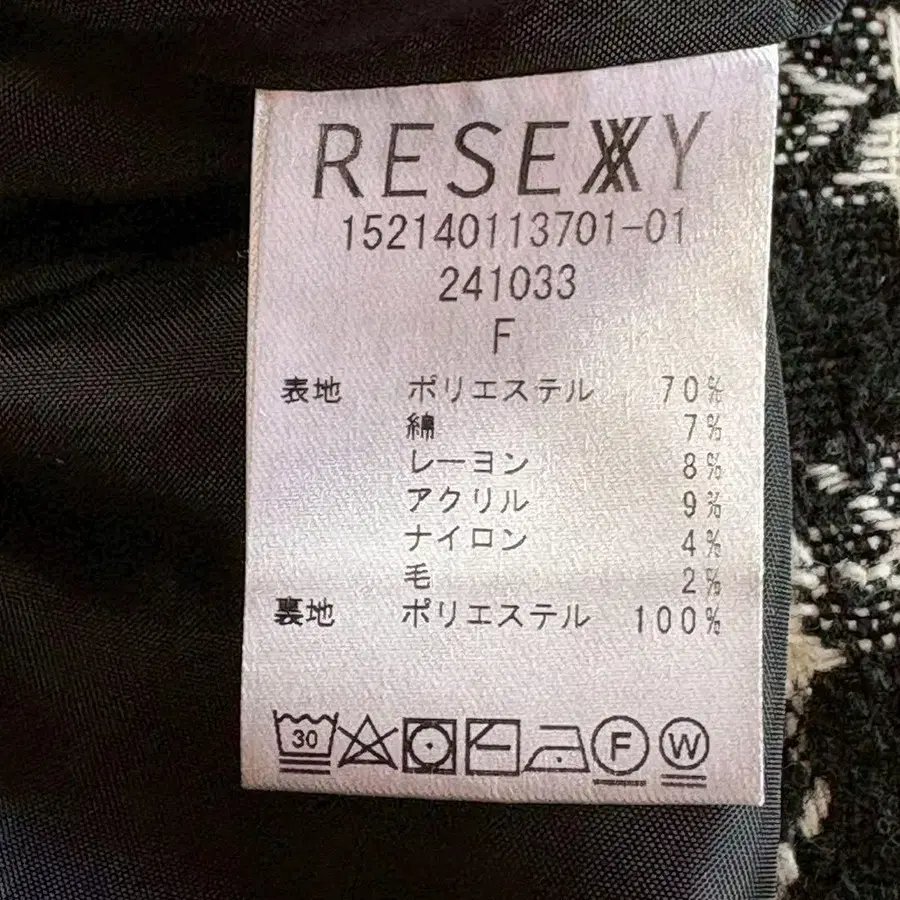 RESEXXY
152140113701-01
241033
F
表地 ポリエステル 70%
綿 7%
レーヨン 8%
アクリル 9%
ナイロン 4%
毛 2%
裏地 ポリエステル 100%
30 F W